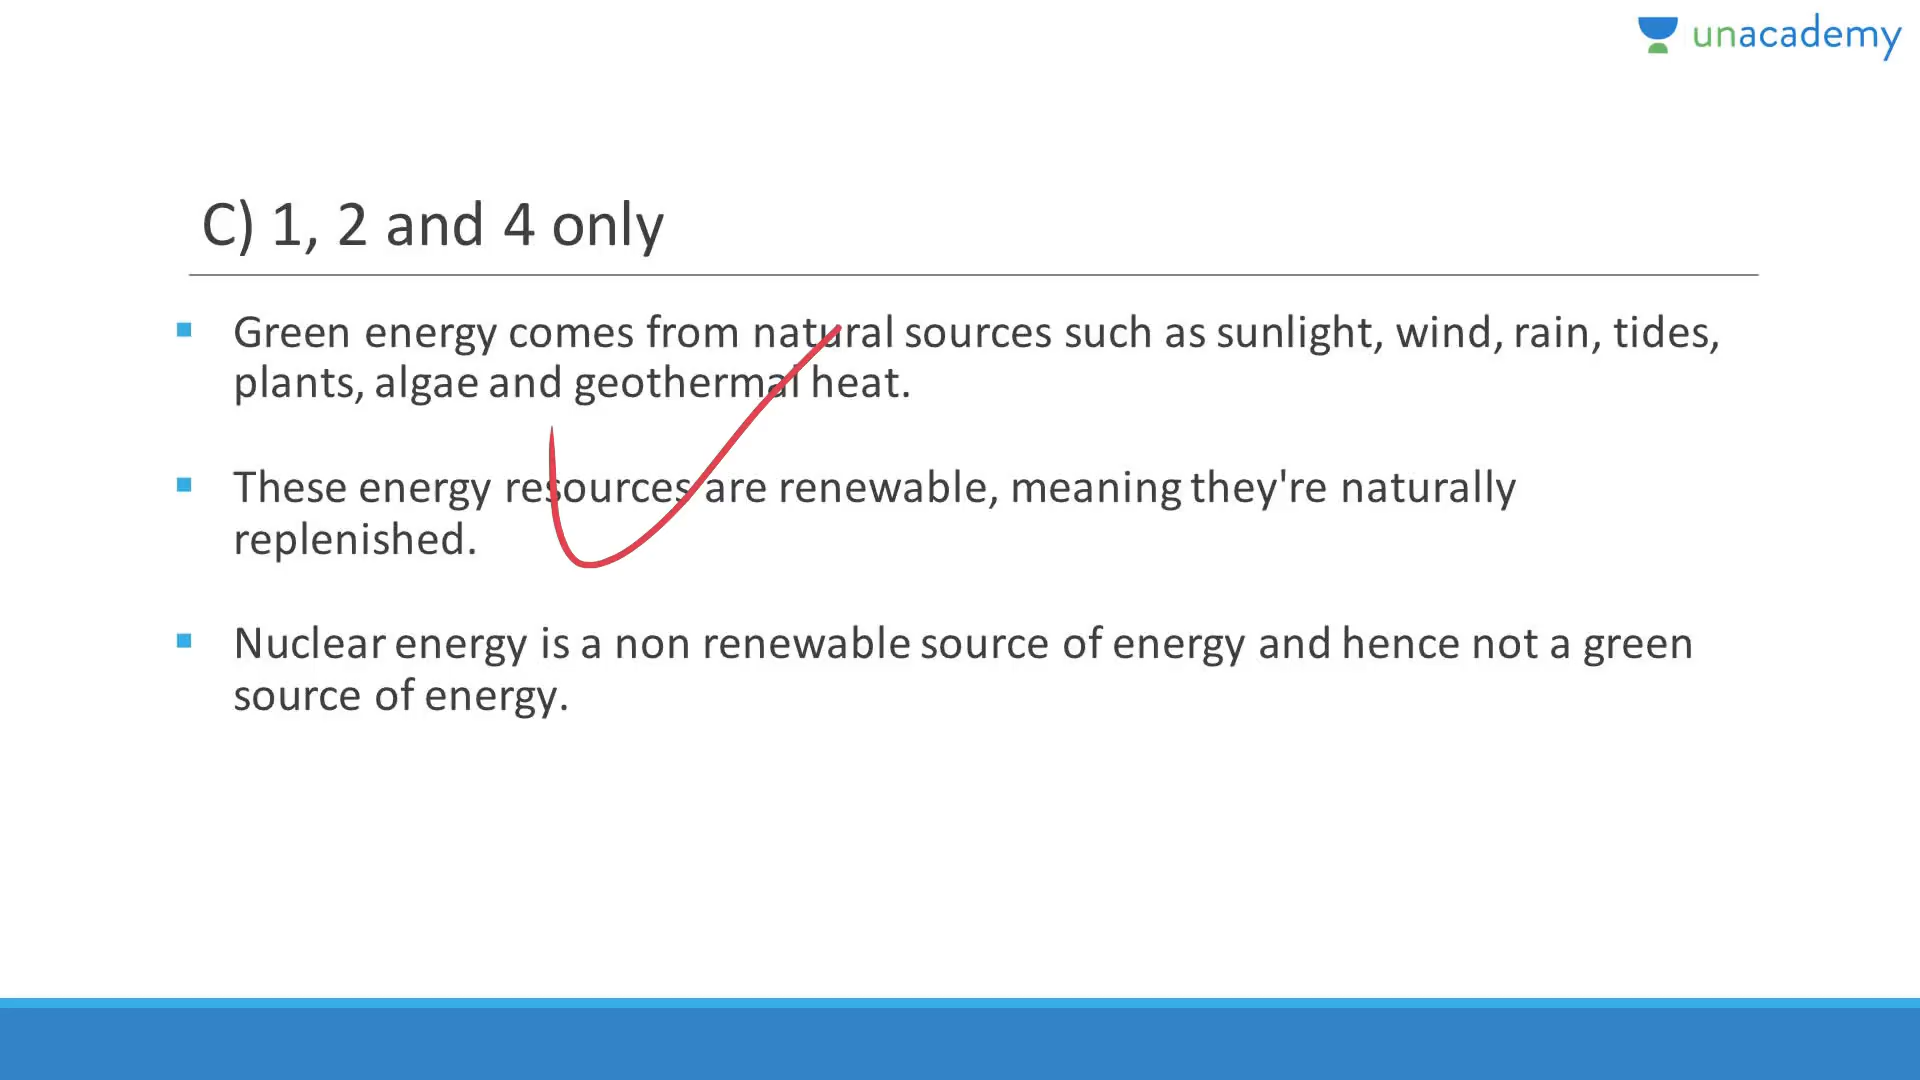 unacademy
C) 1, 2 and 4 only
Green energy comes from natural sources such as sunlight, wind, rain, tides,
plants, algae and geothermal heat.
These energy resources are renewable, meaning they're naturally
replenished.
Nuclear energy is a non renewable source of energy and hence not a green
source of energy.